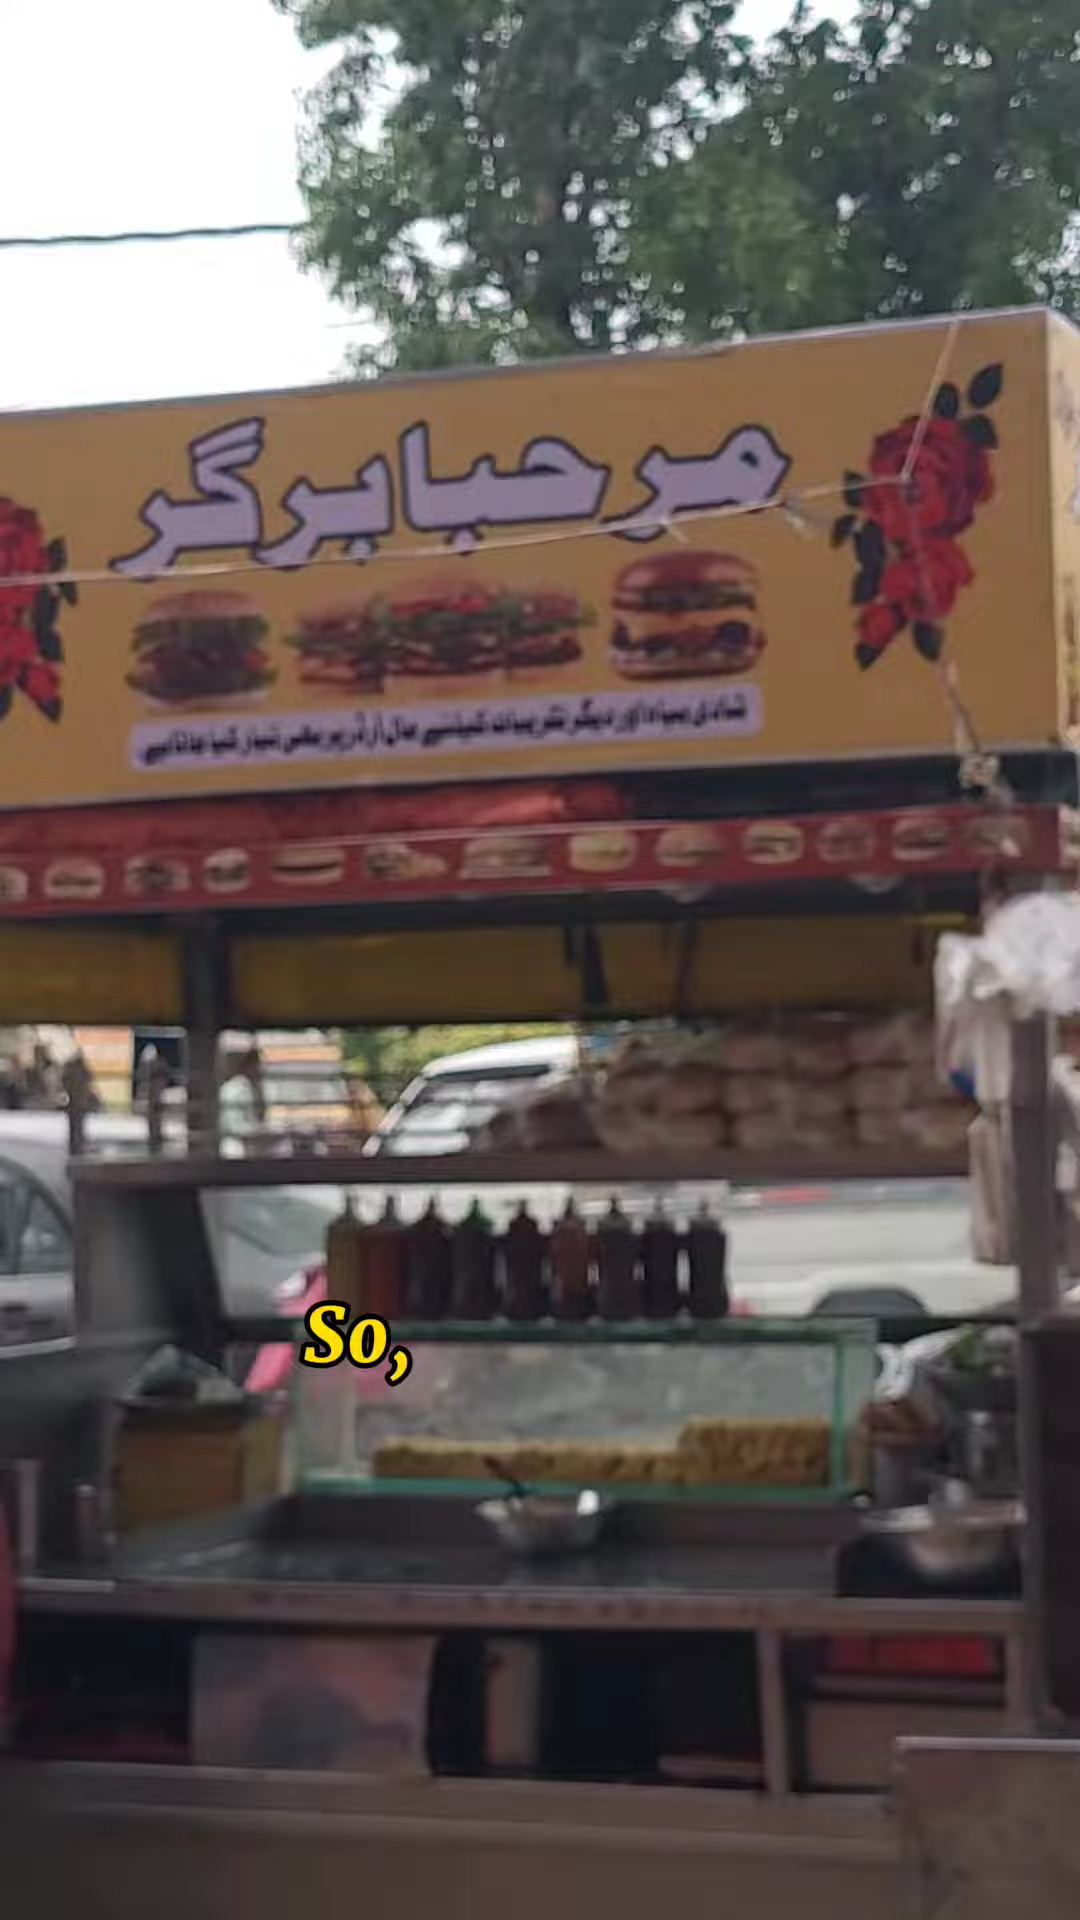 مرحبا برگر
شادی بیاہ اور دیگر تقریبات کیلئے مال آرڈر پر بھی تیار کیا جاتا ہے
So,